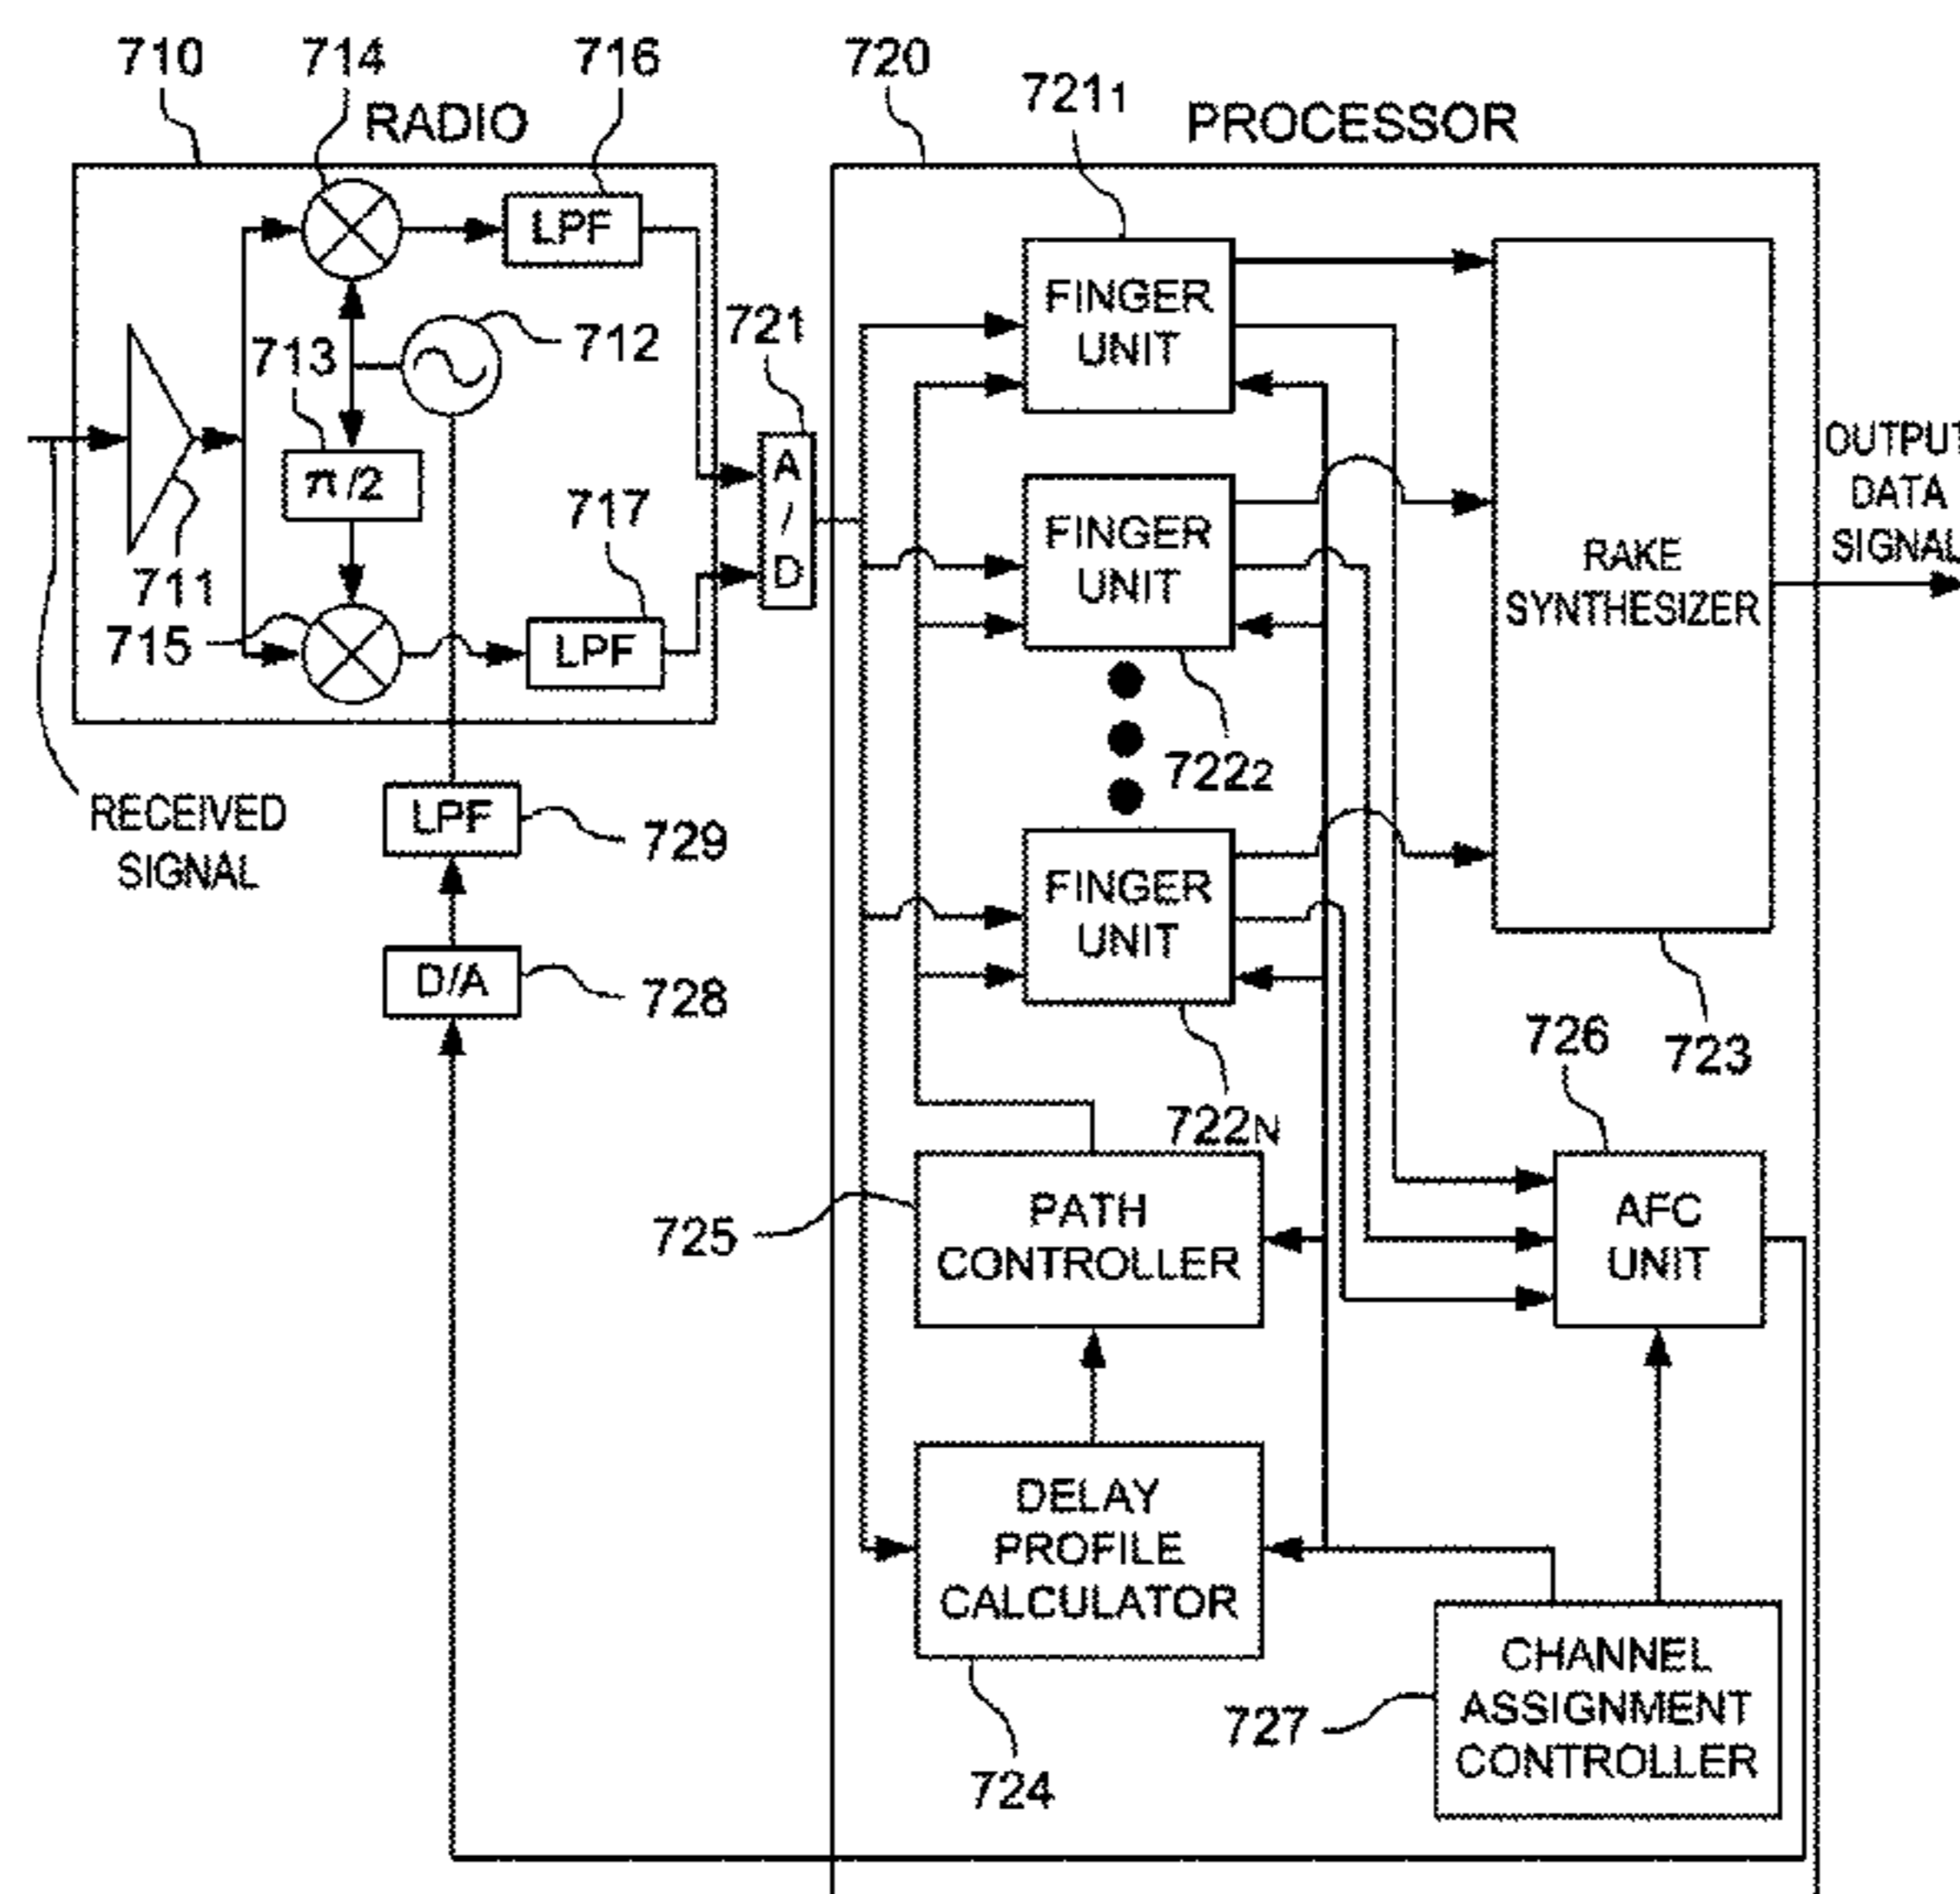 710
714
716
720
721₁
RADIO
PROCESSOR
LPF
FINGER
UNIT
721
712
713
A
/
D
π/2
717
711
715
LPF
FINGER
UNIT
RAKE
SYNTHESIZER
OUTPUT
DATA
SIGNAL
722₂
RECEIVED
SIGNAL
LPF
729
FINGER
UNIT
D/A
728
723
726
722N
725
PATH
CONTROLLER
AFC
UNIT
DELAY
PROFILE
CALCULATOR
724
727
CHANNEL
ASSIGNMENT
CONTROLLER